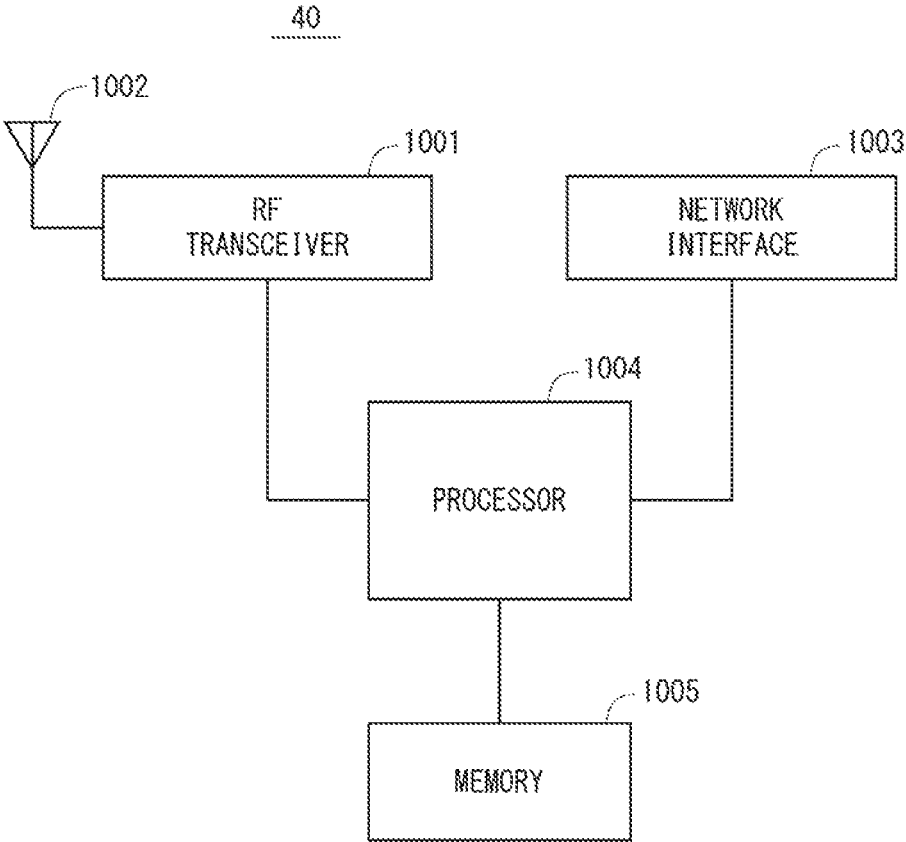 40
1002
1001
1003
RF
TRANSCEIVER
NETWORK
INTERFACE
1004
PROCESSOR
1005
MEMORY